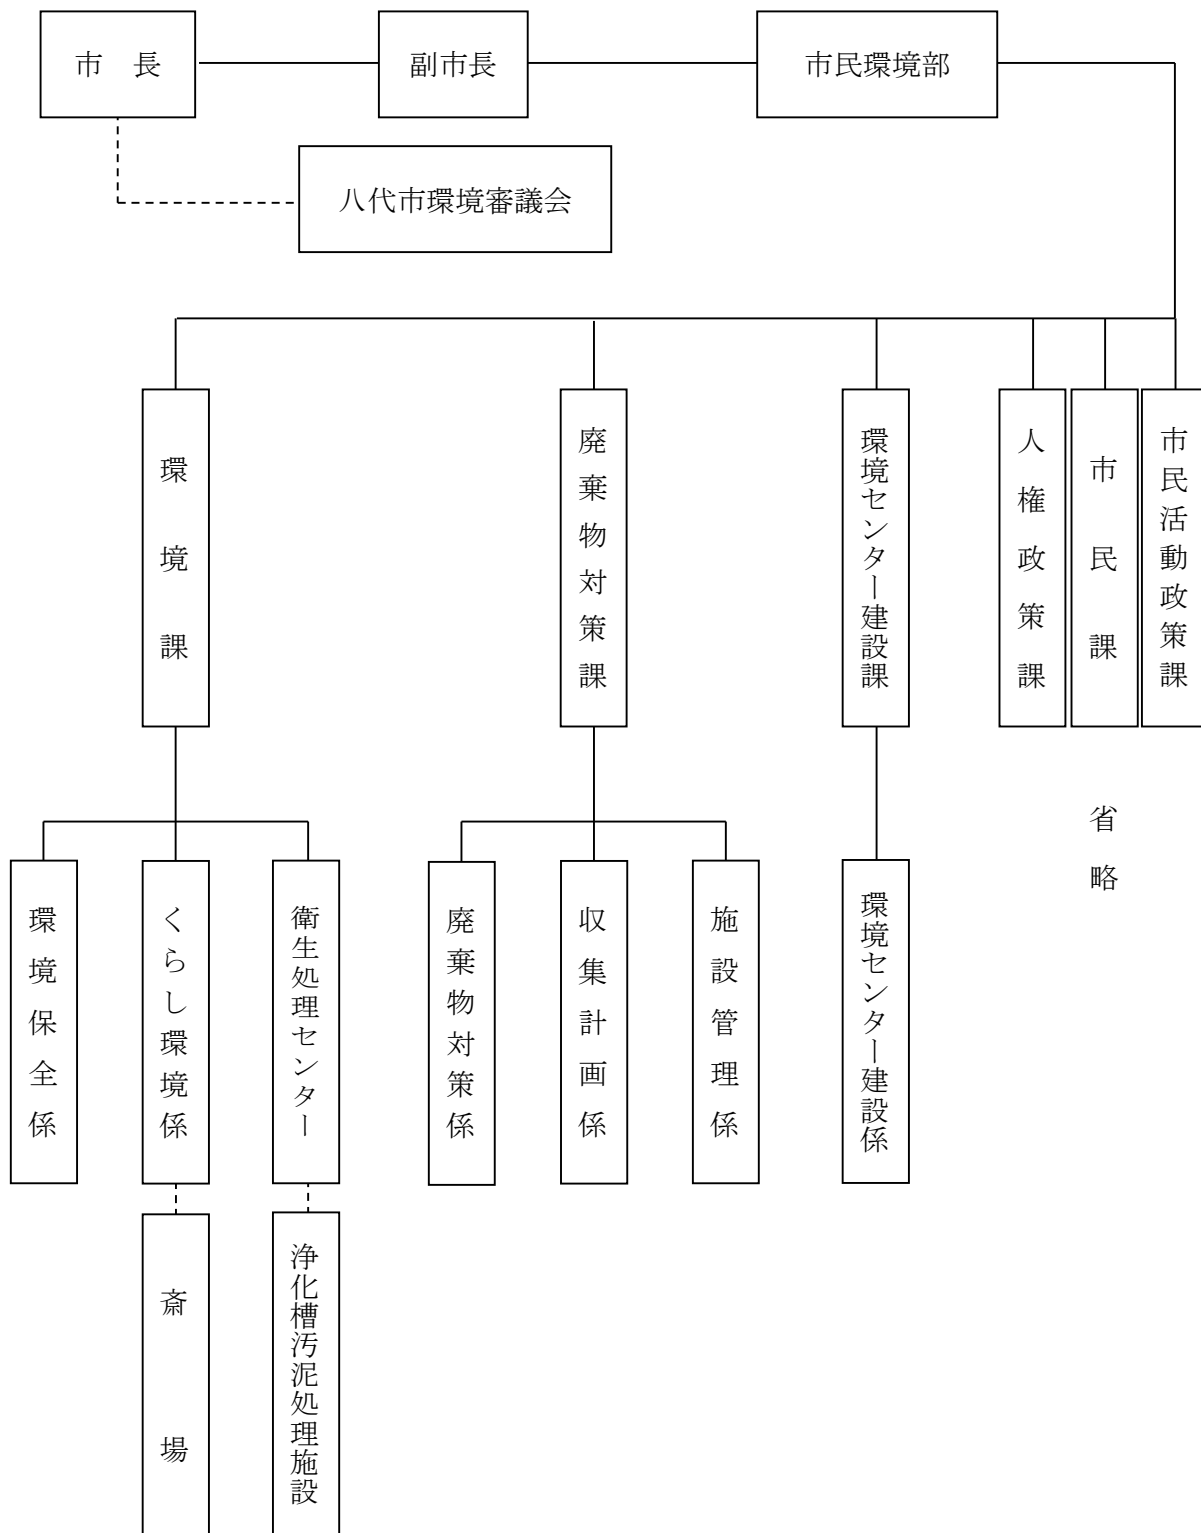 市　長
副市長
市民環境部
八代市環境審議会
環境課
廃棄物対策課
環境センター建設課
人権政策課
市民課
市民活動政策課
省略
環境保全係
くらし環境係
衛生処理センター
廃棄物対策係
収集計画係
施設管理係
環境センター建設係
斎場
浄化槽汚泥処理施設